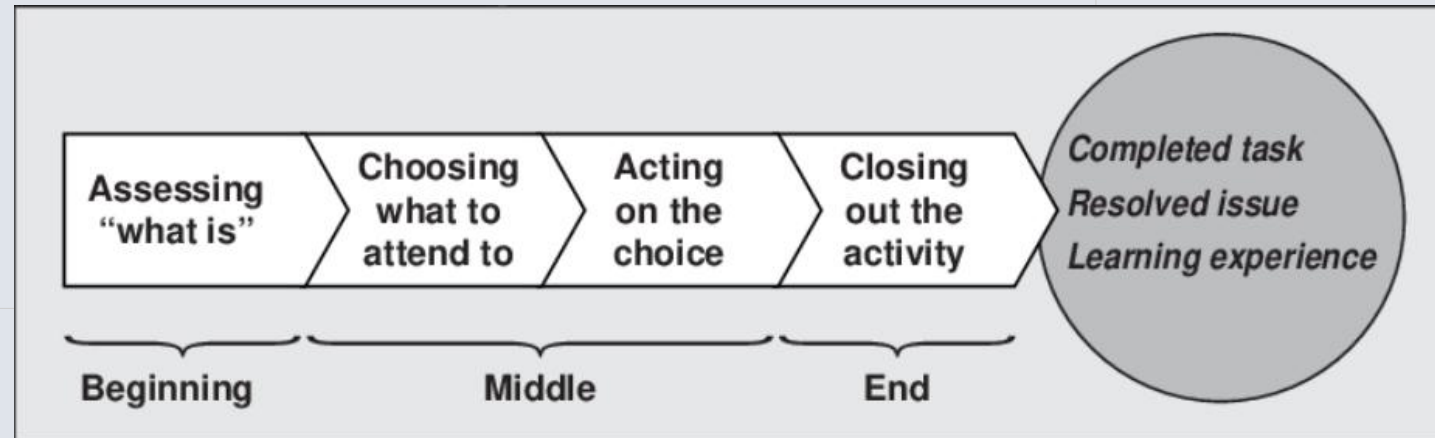 Assessing
“what is”
Choosing
what to
attend to
Acting
on the
choice
Closing
out the
activity
Completed task
Resolved issue
Learning experience
Beginning
Middle
End